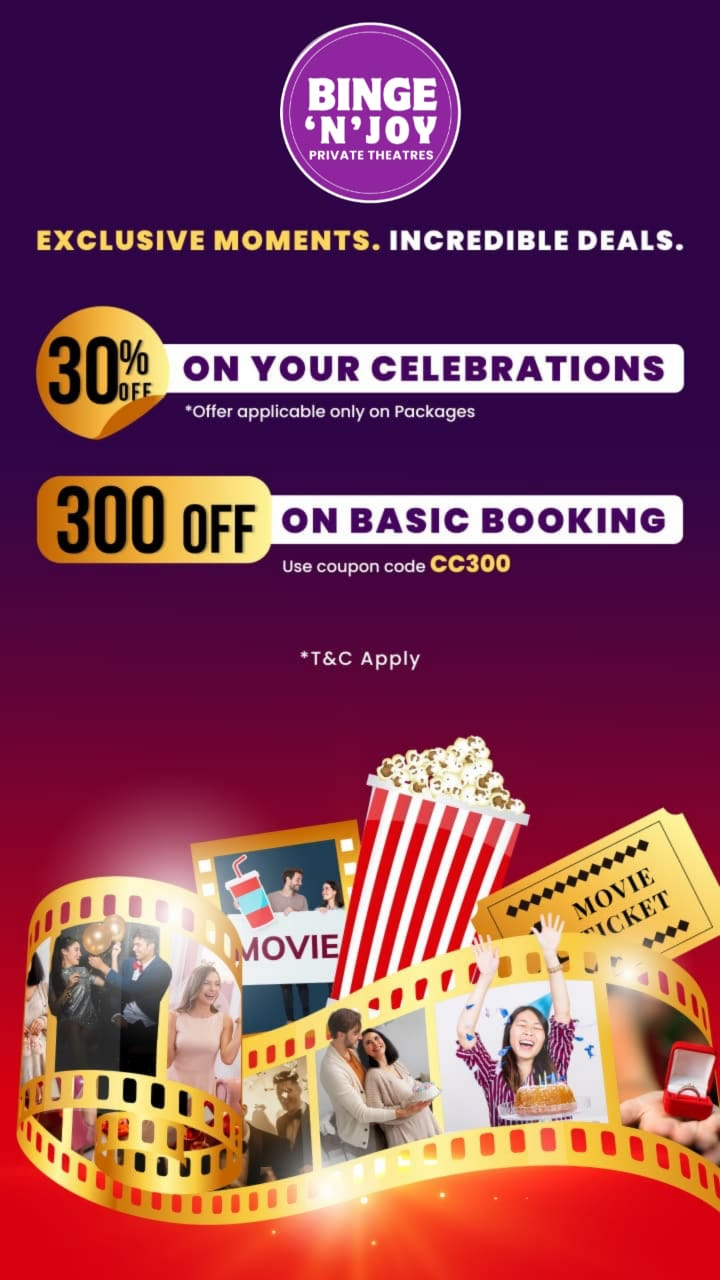 BINGE
'N'JOY
PRIVATE THEATRES
EXCLUSIVE MOMENTS. INCREDIBLE DEALS.
30% OFF ON YOUR CELEBRATIONS
*Offer applicable only on Packages
300 OFF ON BASIC BOOKING
Use coupon code CC300
*T&C Apply
MOVIE
MOVIE
TICKET